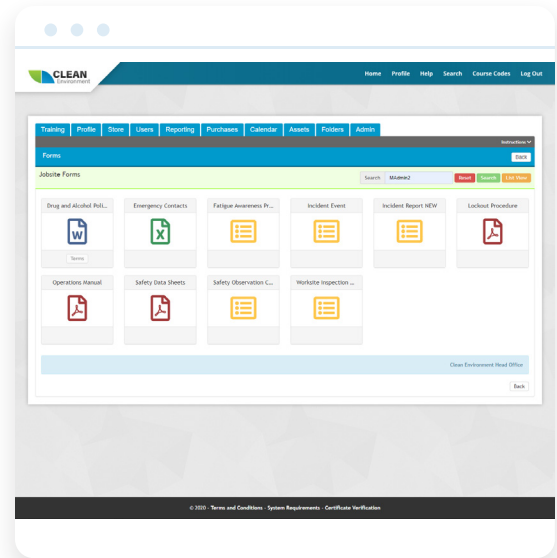 CLEAN
Environment
Home Profile Help Search Course Codes Log Out
Training Profile Store Users Reporting Purchases Calendar Assets Folders Admin
Instructions
Forms Back
Jobsite Forms Search MAdmin2 Reset Search List View
Drug and Alcohol Poli... Emergency Contacts Fatigue Awareness Pr... Incident Event Incident Report NEW Lockout Procedure
W X
Terms
Operations Manual Safety Data Sheets Safety Observation C... Worksite Inspection ...
Clean Environment Head Office
Back
© 2020 - Terms and Conditions - System Requirements - Certificate Verification